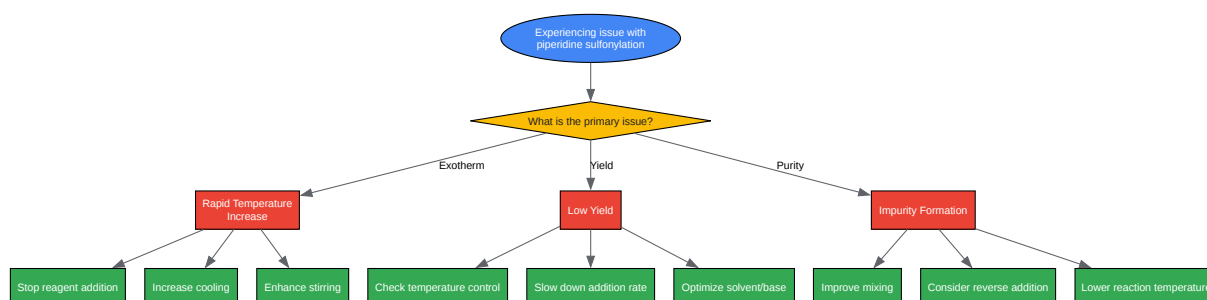 Experiencing issue with
piperidine sulfonylation
What is the primary issue?
Exotherm
Yield
Purity
Rapid Temperature
Increase
Low Yield
Impurity Formation
Stop reagent addition
Increase cooling
Enhance stirring
Check temperature control
Slow down addition rate
Optimize solvent/base
Improve mixing
Consider reverse addition
Lower reaction temperature